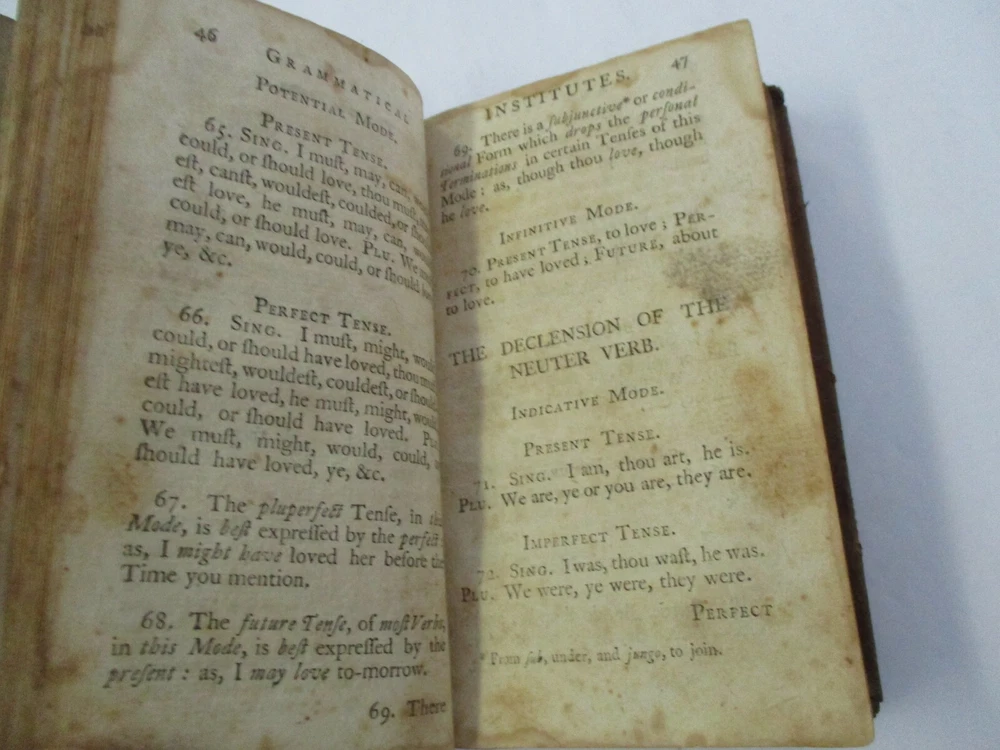 46
GRAMMATICAL
POTENTIAL MODE.
PRESENT TENSE.
65. SING. I muſt, may, can,
could, or ſhould love, thou muſt,
eſt, canſt, wouldeſt, coulded, or
eſt love, he muſt, may, can,
could, or ſhould love. PLU. We
may, can, would, could, or ſhould
ye, &c.
PERFECT TENSE.
66. SING. I muſt, might,
could, or ſhould have loved, thou
mighteſt, wouldeſt, couldeſt, or
eſt have loved, he muſt, might,
could, or ſhould have loved.
We muſt, might, would, could,
ſhould have loved, ye, &c.
67. The pluperfect Tenſe, in
Mode, is beſt expreſſed by the perfect
as, I might have loved her before the
Time you mention.
68. The future Tenſe, of moſt Verbs,
in this Mode, is beſt expreſſed by the
preſent: as, I may love to-morrow.
69. There
47
INSTITUTES.
69. There is a ſubjunctive* or condi-
tional Form which drops the perſonal
Terminations in certain Tenſes of this
Mode: as, though thou love, though
he love.
INFINITIVE MODE.
70. PRESENT TENSE, to love; PER-
FECT, to have loved; FUTURE, about
to love.
THE DECLENSION OF THE
NEUTER VERB.
INDICATIVE MODE.
PRESENT TENSE.
71. SING. I am, thou art, he is.
PLU. We are, ye or you are, they are.
IMPERFECT TENSE.
72. SING. I was, thou waſt, he was.
PLU. We were, ye were, they were.
PERFECT
* From ſub, under, and jungo, to join.